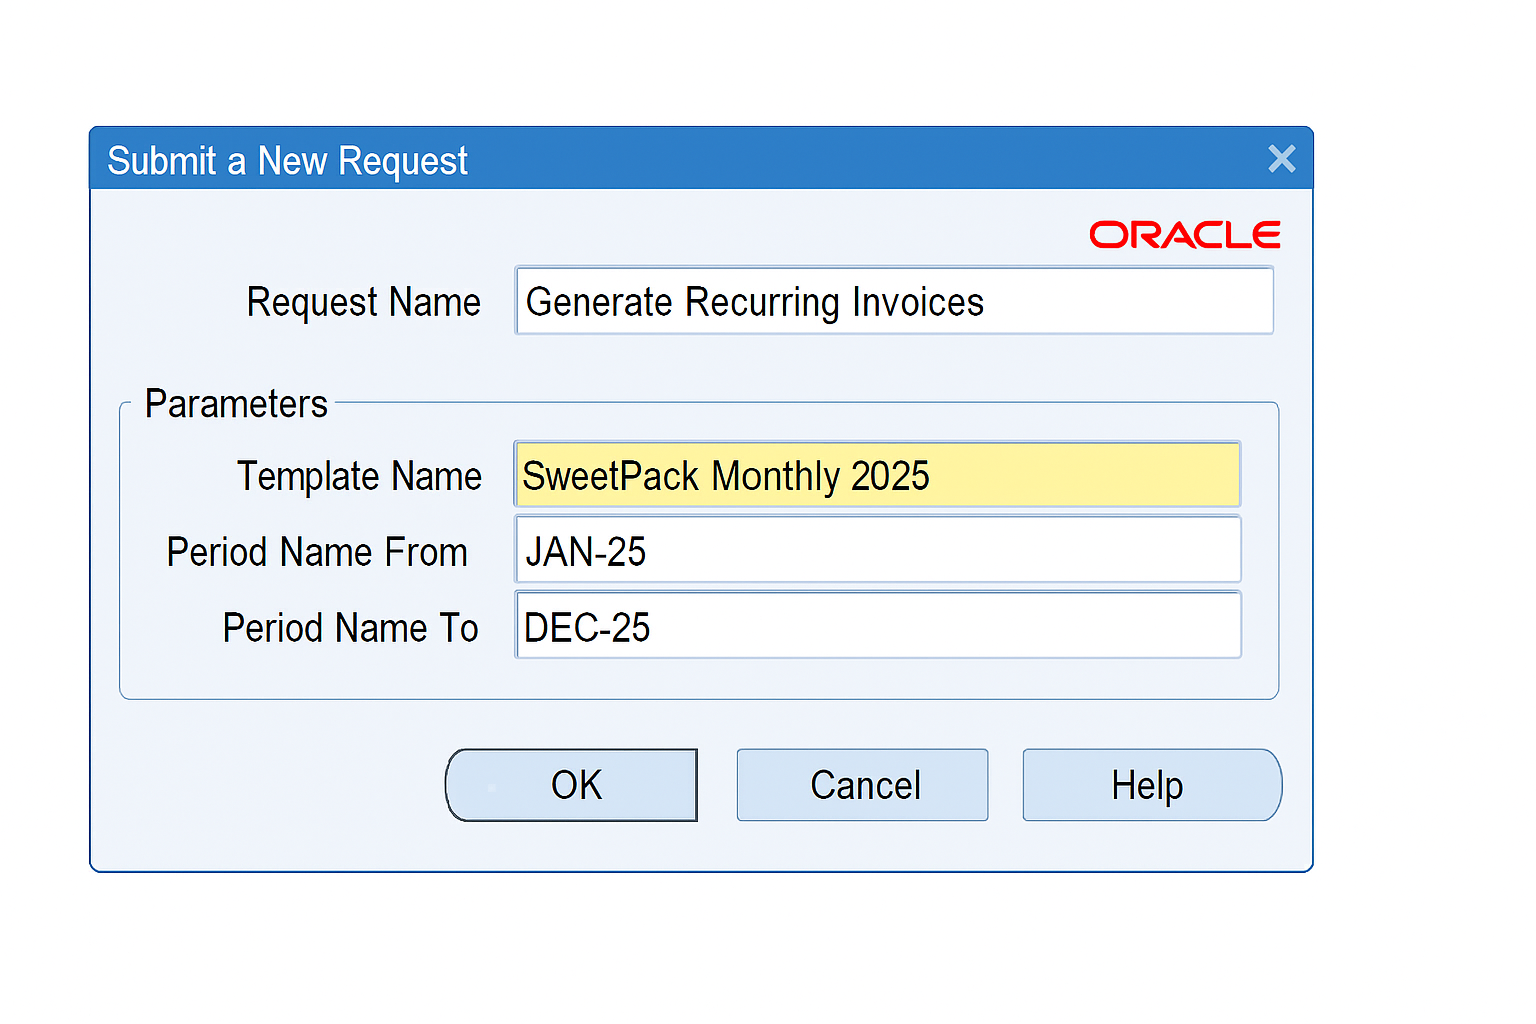 Submit a New Request
ORACLE
Request Name Generate Recurring Invoices
Parameters
Template Name SweetPack Monthly 2025
Period Name From JAN-25
Period Name To DEC-25
OK Cancel Help